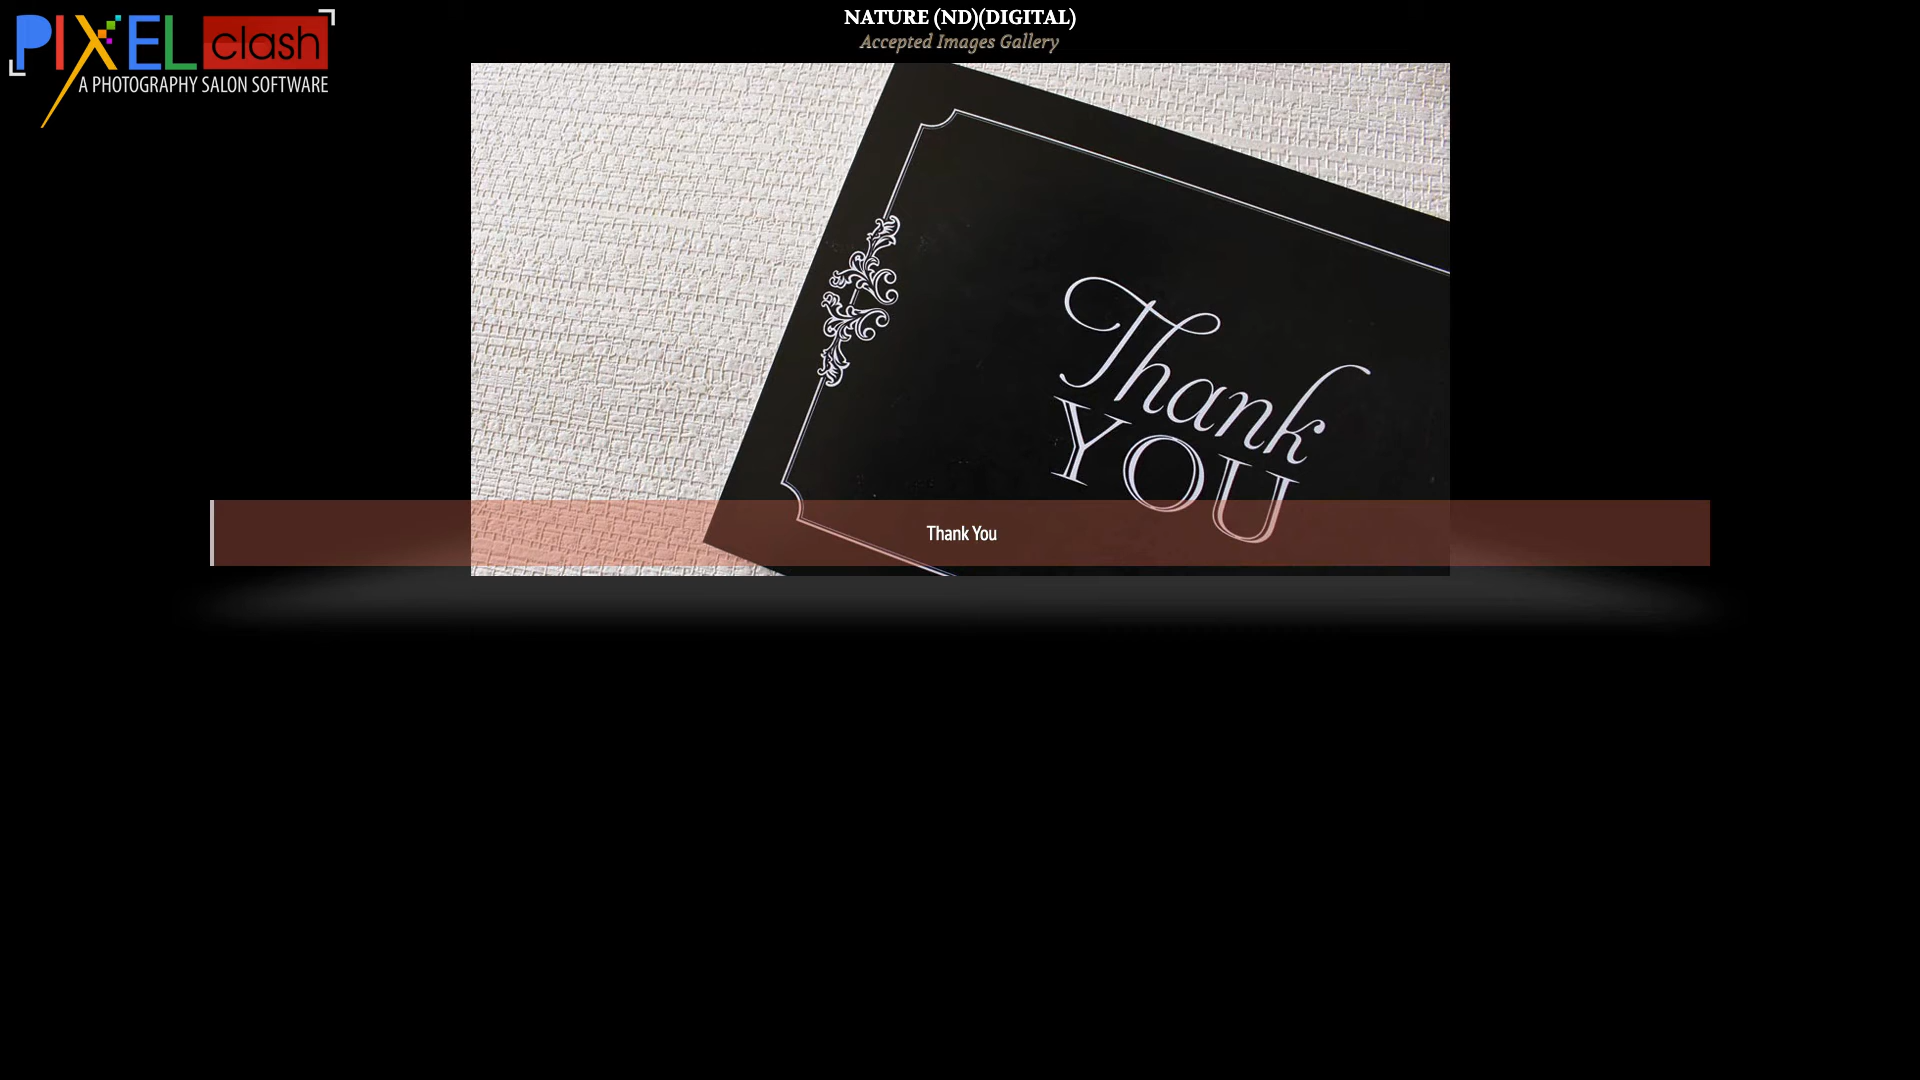 PIXEL clash
A PHOTOGRAPHY SALON SOFTWARE
NATURE (ND)(DIGITAL)
Accepted Images Gallery
Thank
YOU
Thank You